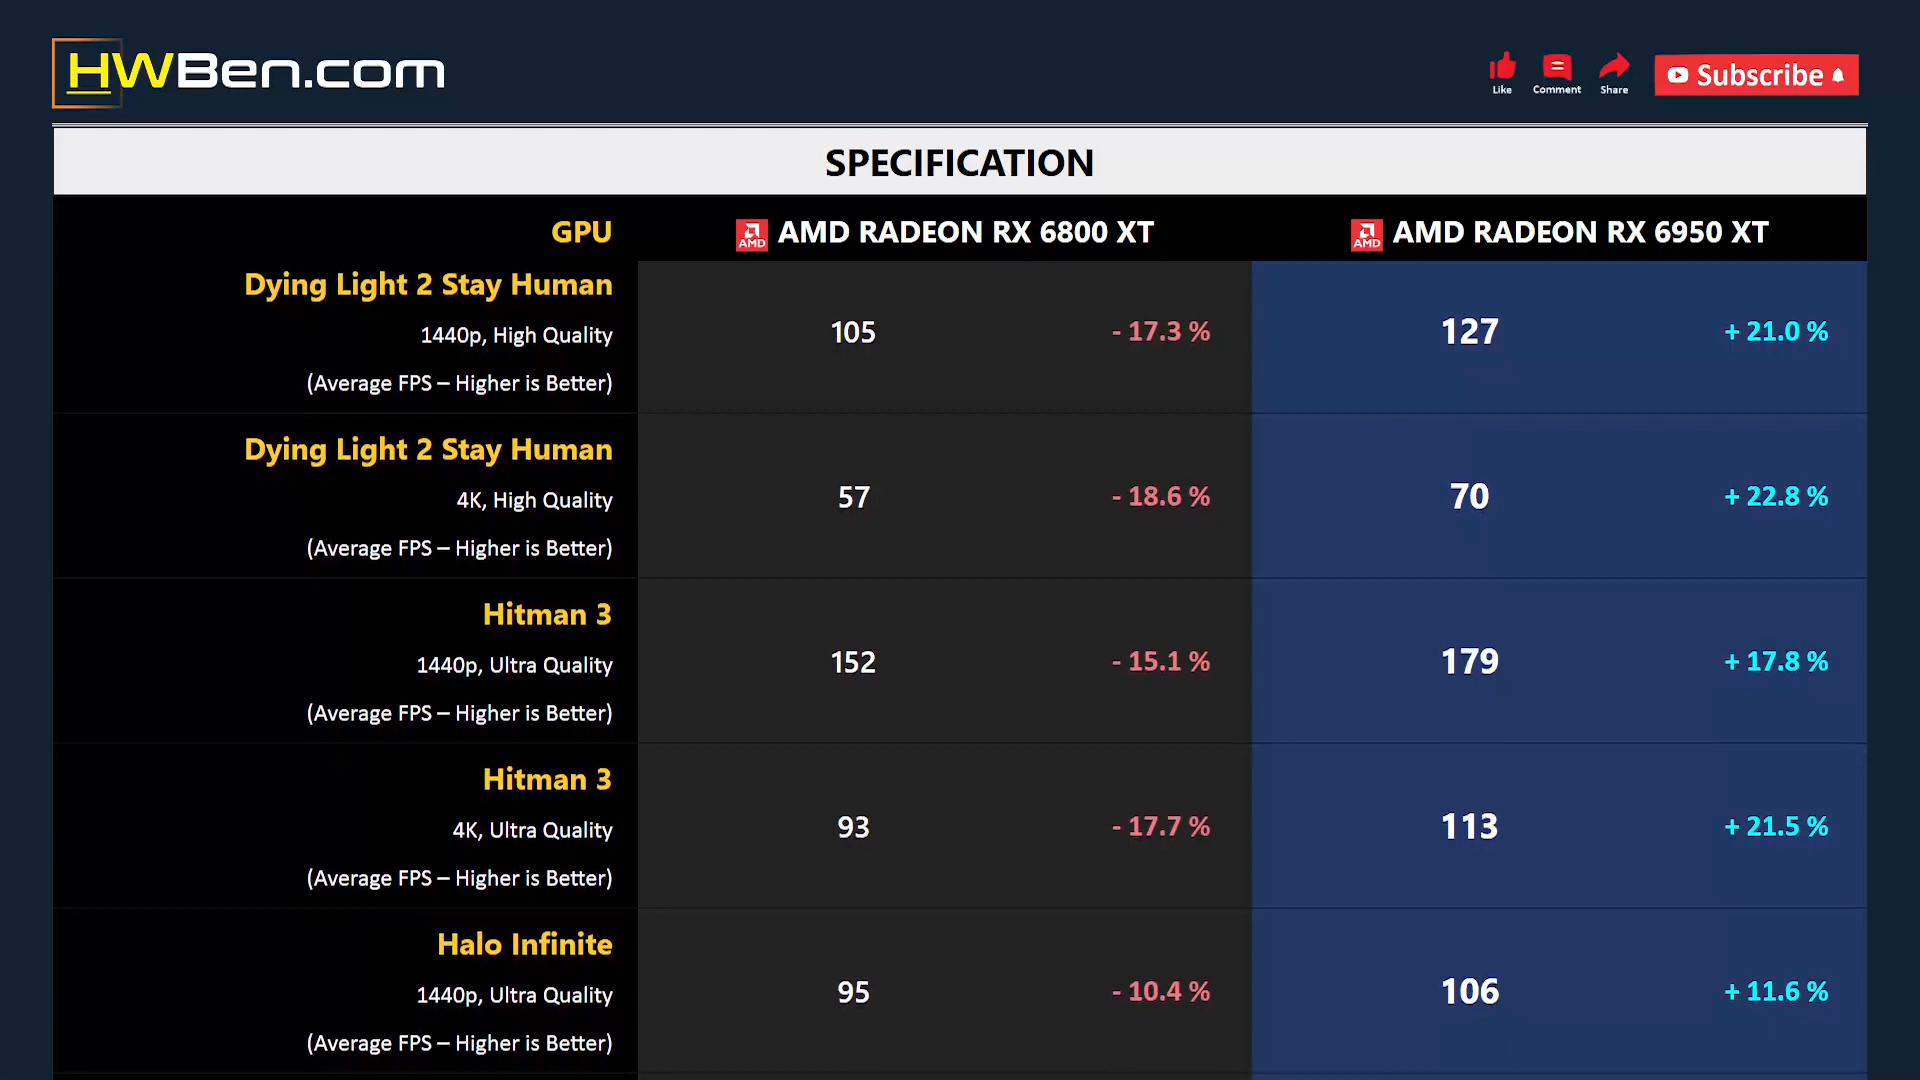 HWBen.com
Like
Comment
Share
Subscribe
SPECIFICATION
GPU
AMD
AMD RADEON RX 6800 XT
AMD
AMD RADEON RX 6950 XT
Dying Light 2 Stay Human
1440p, High Quality
(Average FPS – Higher is Better)
105
- 17.3 %
127
+ 21.0 %
Dying Light 2 Stay Human
4K, High Quality
(Average FPS – Higher is Better)
57
- 18.6 %
70
+ 22.8 %
Hitman 3
1440p, Ultra Quality
(Average FPS – Higher is Better)
152
- 15.1 %
179
+ 17.8 %
Hitman 3
4K, Ultra Quality
(Average FPS – Higher is Better)
93
- 17.7 %
113
+ 21.5 %
Halo Infinite
1440p, Ultra Quality
(Average FPS – Higher is Better)
95
- 10.4 %
106
+ 11.6 %